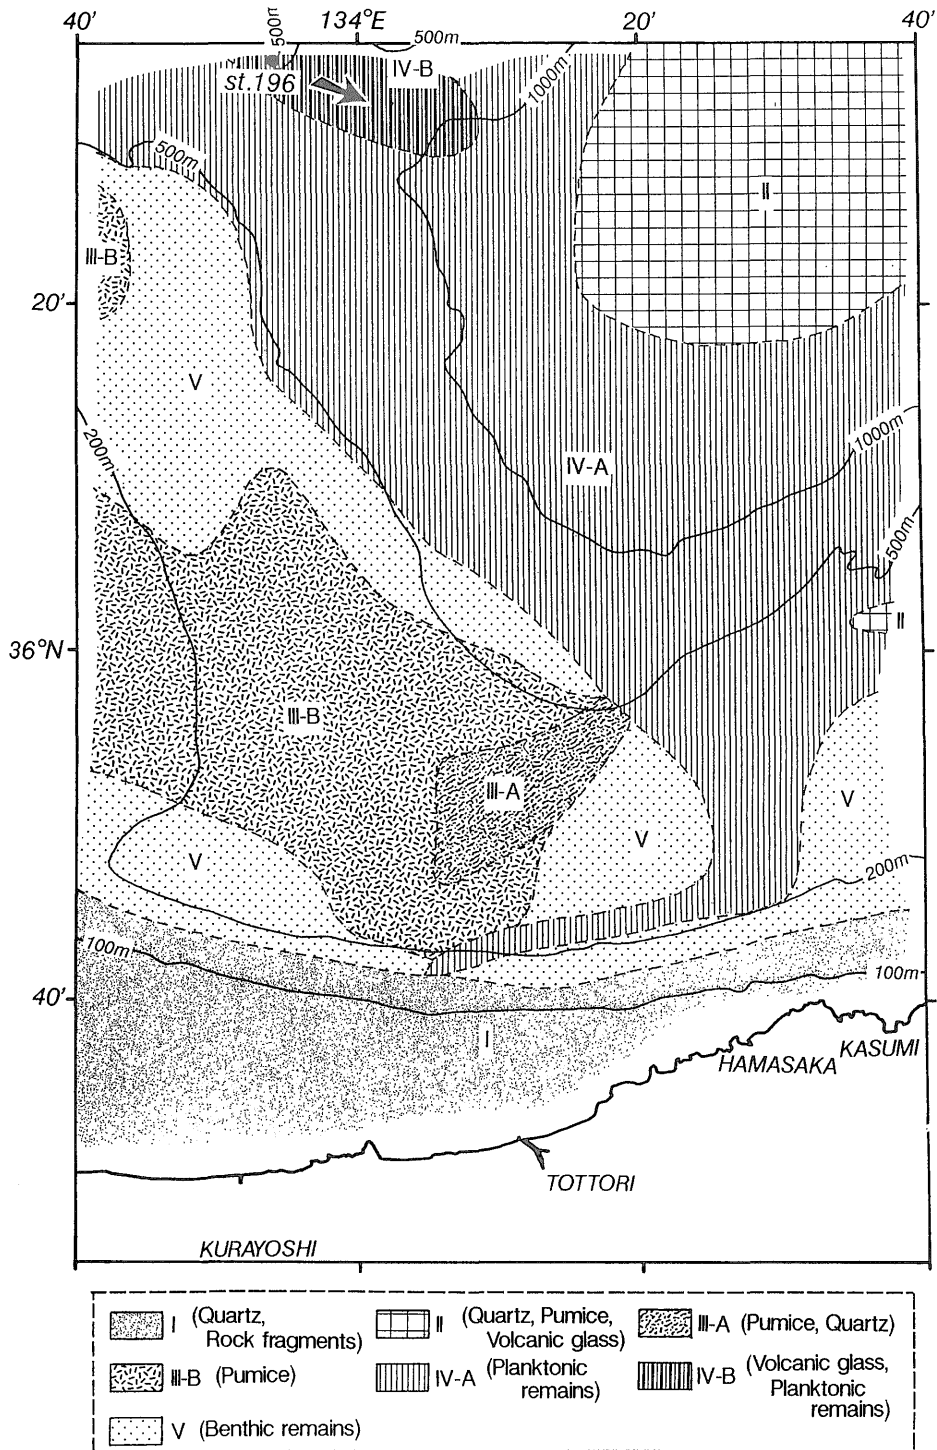 40′ 134°E 20′ 40′
500m 500m
IV-B
st.196
1000m
500m
II
III-B
20′
V
200m
IV-A
1000m
500m
II
36°N
III-B
III-A
V
V
V
200m
100m
100m
40′
I
HAMASAKA KASUMI
TOTTORI
KURAYOSHI
I (Quartz, Rock fragments)
II (Quartz, Pumice, Volcanic glass)
III-A (Pumice, Quartz)
III-B (Pumice)
IV-A (Planktonic remains)
IV-B (Volcanic glass, Planktonic remains)
V (Benthic remains)